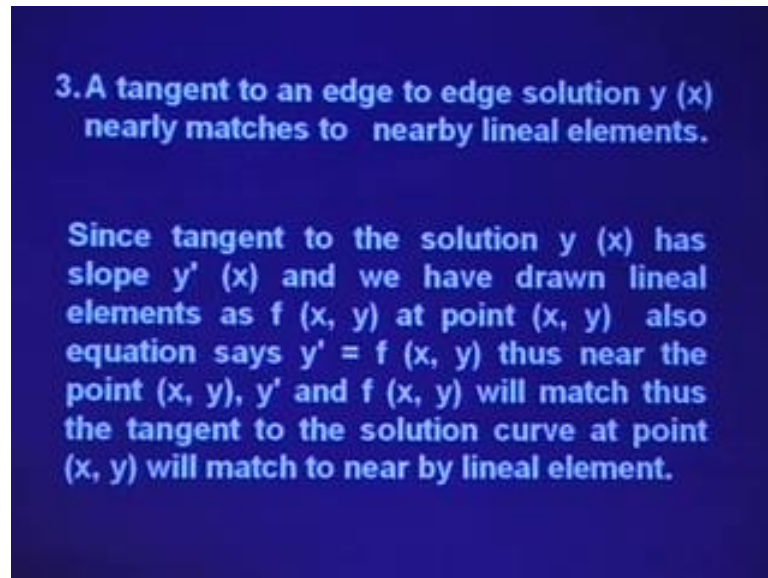 3. A tangent to an edge to edge solution y (x)
nearly matches to nearby lineal elements.
Since tangent to the solution y (x) has
slope y' (x) and we have drawn lineal
elements as f (x, y) at point (x, y) also
equation says y' = f (x, y) thus near the
point (x, y), y' and f (x, y) will match thus
the tangent to the solution curve at point
(x, y) will match to near by lineal element.